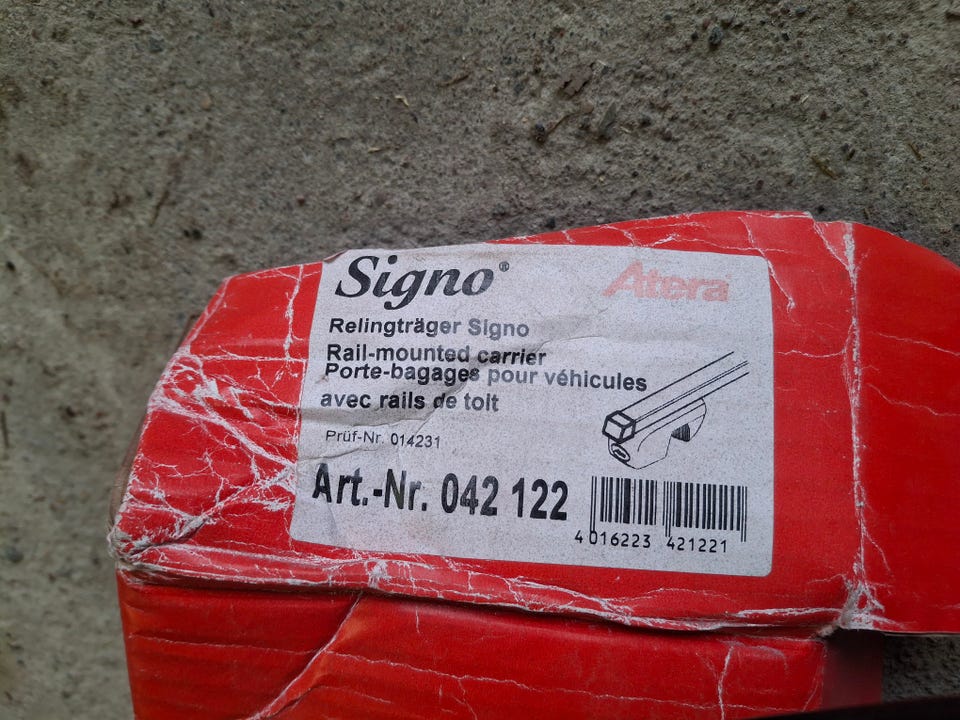 Signo®
Atera
Relingträger Signo
Rail-mounted carrier
Porte-bagages pour véhicules
avec rails de toit
Prüf-Nr. 014231
Art.-Nr. 042 122
4 016223 421221